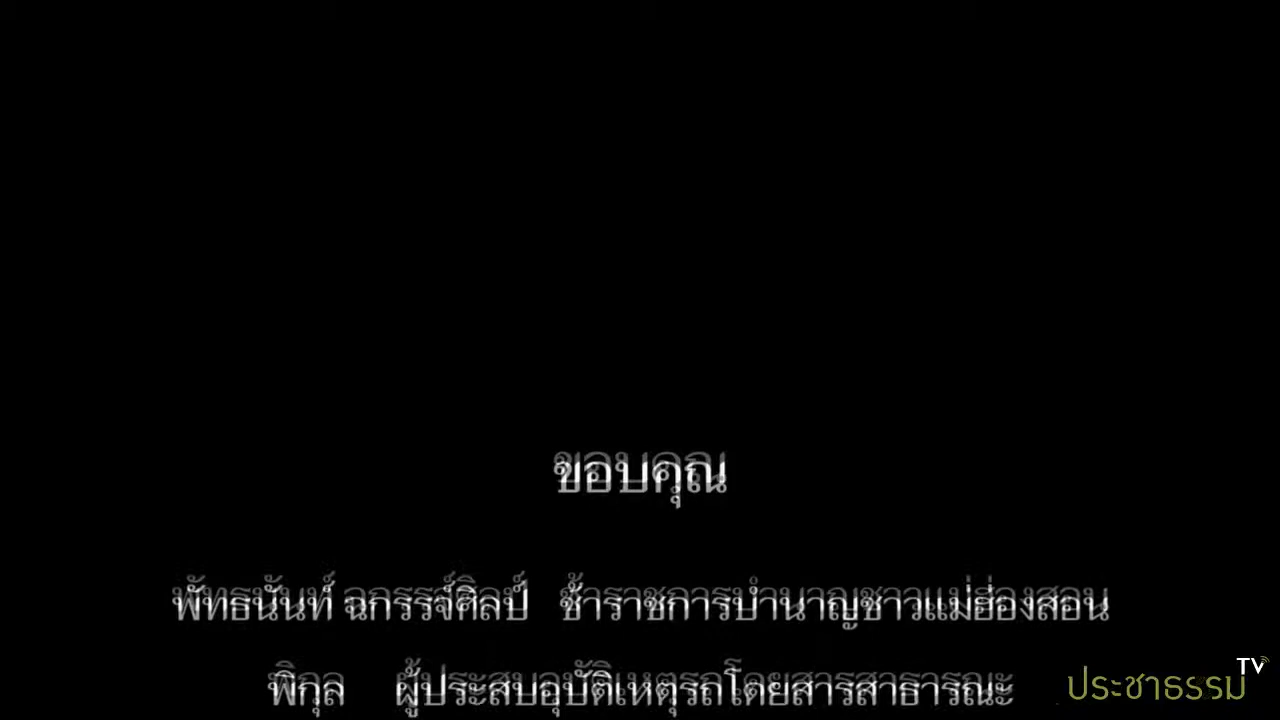 ขอบคุณ
พัทธนันท์ ฉกรรจ์ศิลป์ ข้าราชการบำนาญชาวแม่ฮ่องสอน
พิกุล ผู้ประสบอุบัติเหตุรถโดยสารสาธารณะ
ประชาธรรม TV